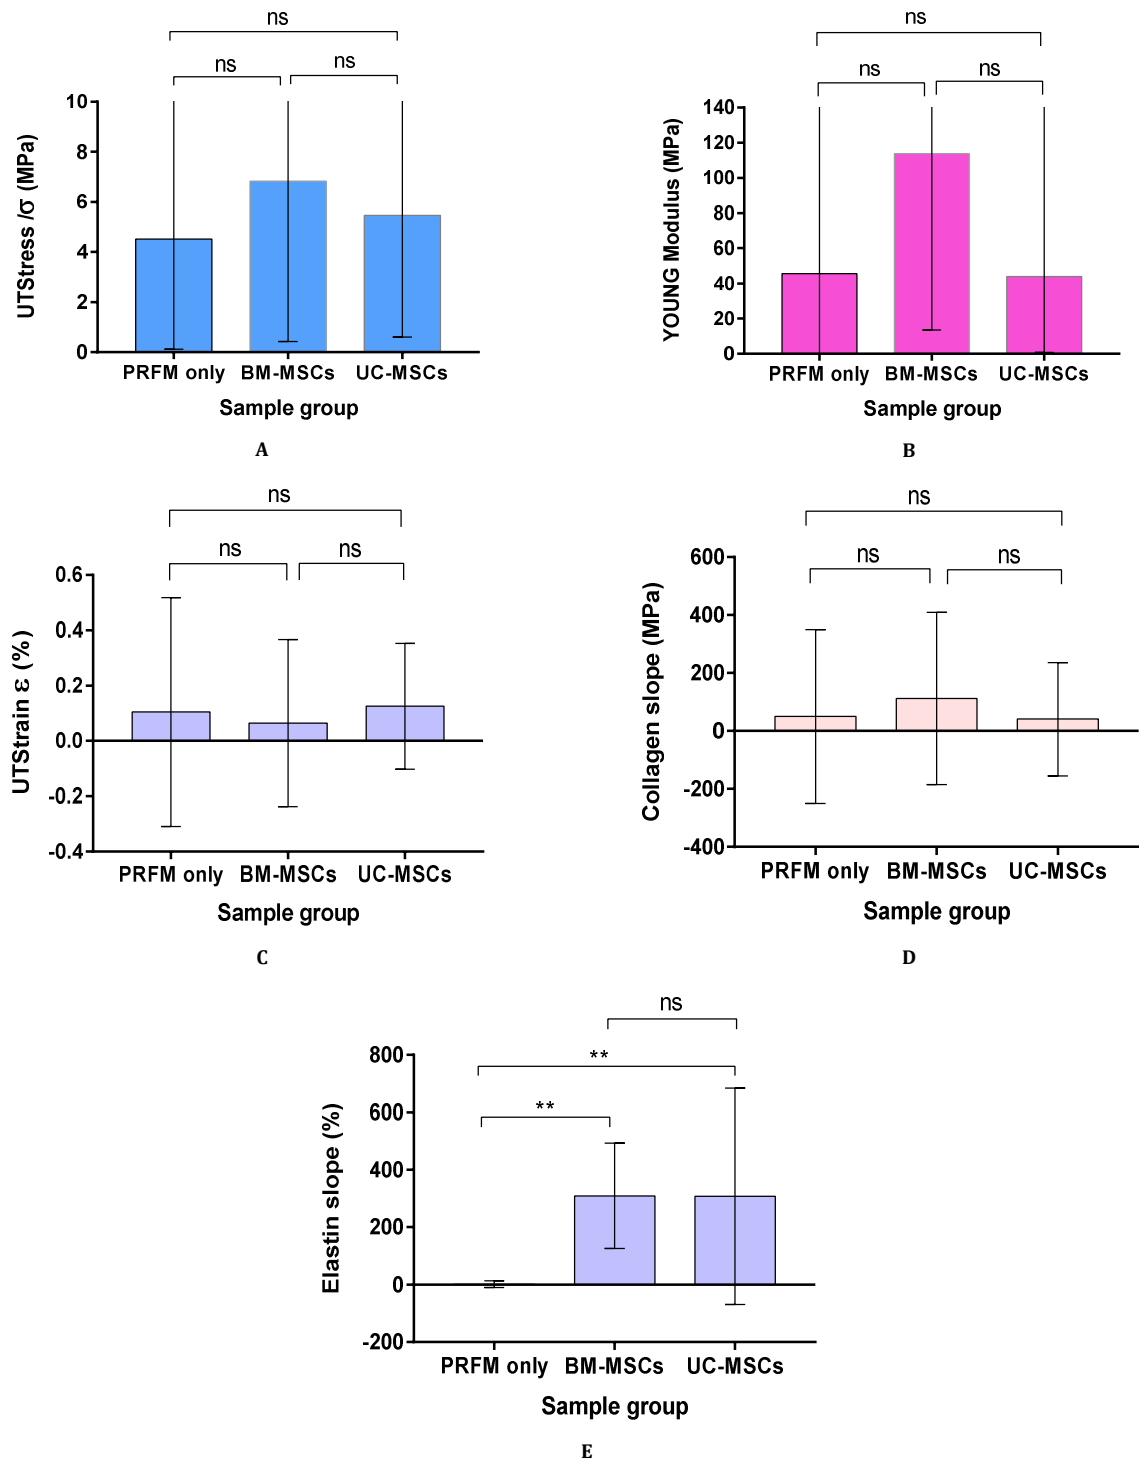 ns
ns
ns
10
8
6
4
2
0
UTStress /σ (MPa)
PRFM only BM-MSCs UC-MSCs
Sample group
A
ns
ns
ns
140
120
100
80
60
40
20
0
YOUNG Modulus (MPa)
PRFM only BM-MSCs UC-MSCs
Sample group
B
ns
ns
ns
0.6
0.4
0.2
0.0
-0.2
-0.4
UTStrain ε (%)
PRFM only BM-MSCs UC-MSCs
Sample group
C
ns
ns
ns
600
400
200
0
-200
-400
Collagen slope (MPa)
PRFM only BM-MSCs UC-MSCs
Sample group
D
ns
**
**
800
600
400
200
0
-200
Elastin slope (%)
PRFM only BM-MSCs UC-MSCs
Sample group
E